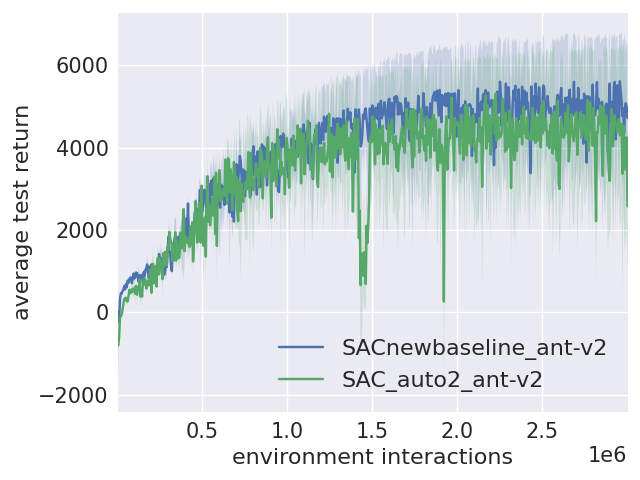 6000
4000
2000
0
−2000
average test return
SACnewbaseline_ant-v2
SAC_auto2_ant-v2
0.5 1.0 1.5 2.0 2.5
1e6
environment interactions